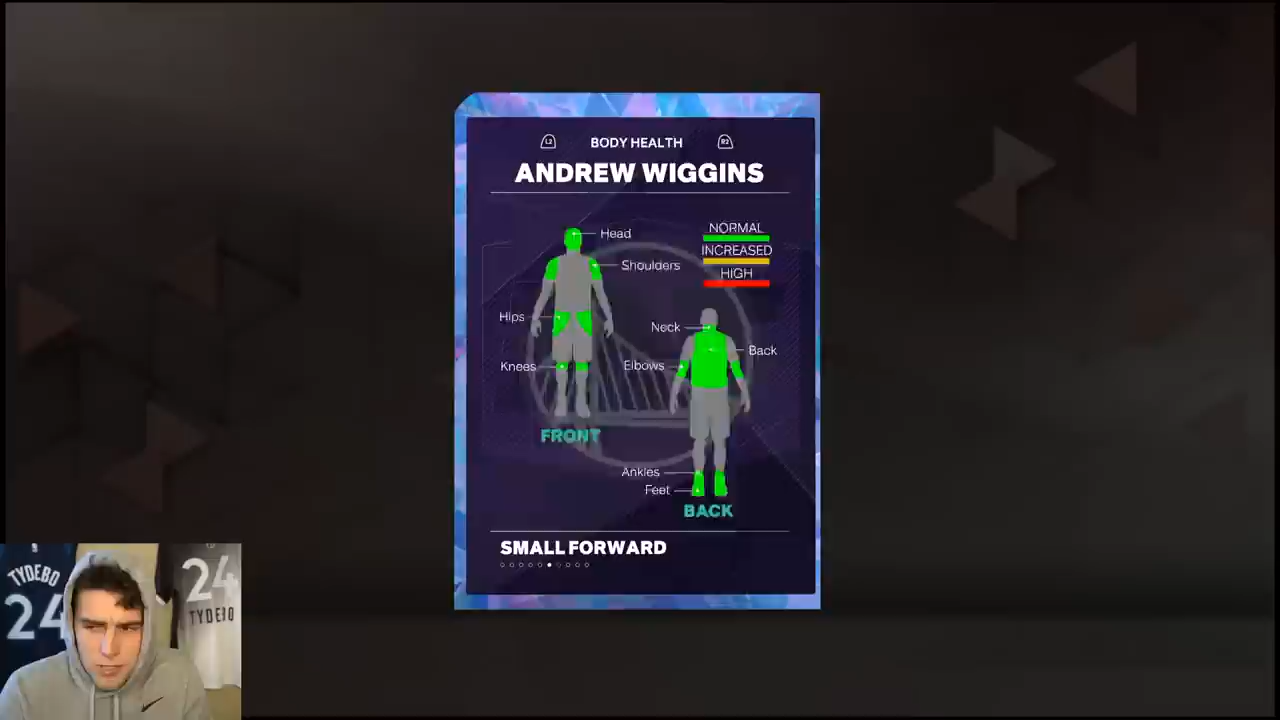 L2 BODY HEALTH R2
ANDREW WIGGINS
NORMAL
INCREASED
HIGH
Head
Shoulders
Hips
Knees
FRONT
Neck
Back
Elbows
Ankles
Feet
BACK
SMALL FORWARD
TYDEBO
24
24
TYDEBO